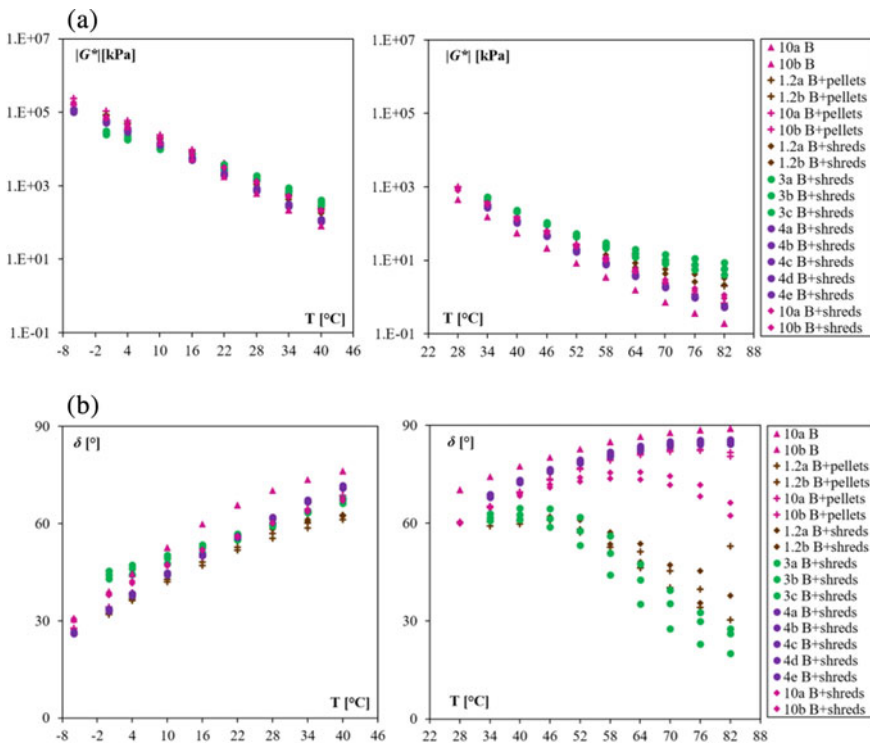 (a)
1.E+07
|G*|[kPa]
1.E+05
1.E+03
1.E+01
T [°C]
1.E-01
-8 -2 4 10 16 22 28 34 40 46
1.E+07
|G*| [kPa]
1.E+05
1.E+03
1.E+01
T [°C]
1.E-01
22 28 34 40 46 52 58 64 70 76 82 88
10a B
10b B
1.2a B+pellets
1.2b B+pellets
10a B+pellets
10b B+pellets
1.2a B+shreds
1.2b B+shreds
3a B+shreds
3b B+shreds
3c B+shreds
4a B+shreds
4b B+shreds
4c B+shreds
4d B+shreds
4e B+shreds
10a B+shreds
10b B+shreds
(b)
90
δ [°]
60
30
T [°C]
0
-8 -2 4 10 16 22 28 34 40 46
90
δ [°]
60
30
T [°C]
0
22 28 34 40 46 52 58 64 70 76 82 88
10a B
10b B
1.2a B+pellets
1.2b B+pellets
10a B+pellets
10b B+pellets
1.2a B+shreds
1.2b B+shreds
3a B+shreds
3b B+shreds
3c B+shreds
4a B+shreds
4b B+shreds
4c B+shreds
4d B+shreds
4e B+shreds
10a B+shreds
10b B+shreds